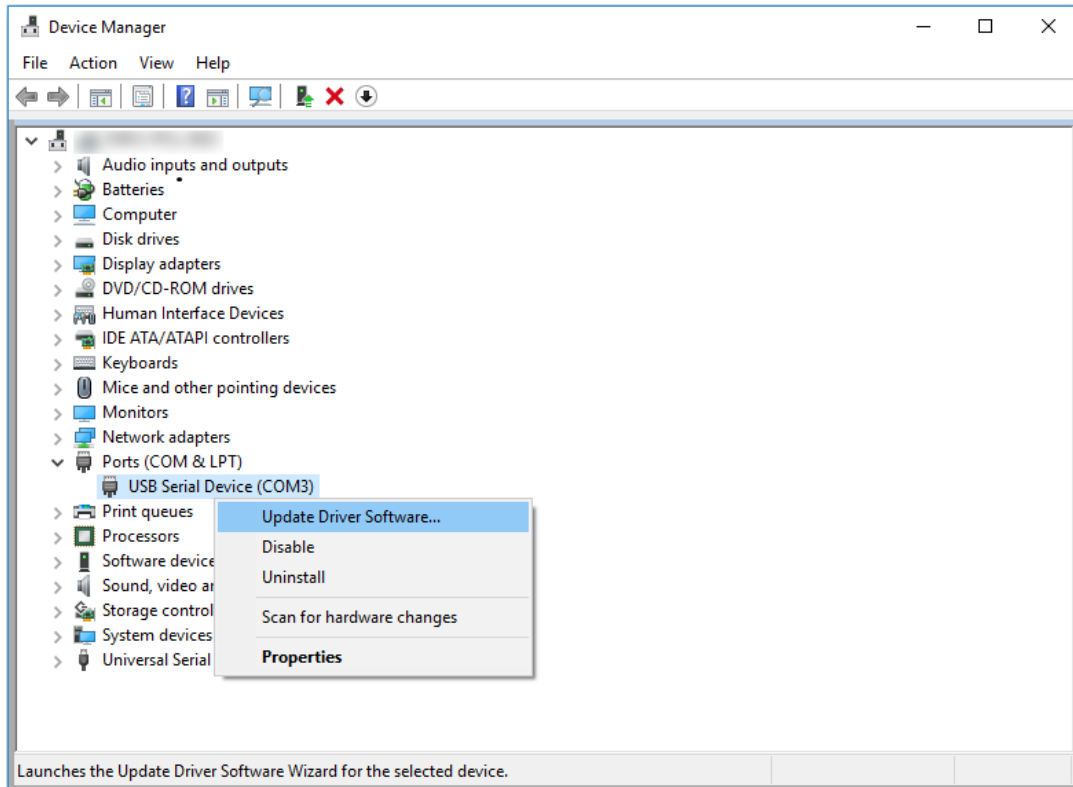 Device Manager
File Action View Help
Audio inputs and outputs
Batteries
Computer
Disk drives
Display adapters
DVD/CD-ROM drives
Human Interface Devices
IDE ATA/ATAPI controllers
Keyboards
Mice and other pointing devices
Monitors
Network adapters
Ports (COM & LPT)
USB Serial Device (COM3)
Print queues
Processors
Software device
Sound, video ar
Storage control
System devices
Universal Serial
Update Driver Software...
Disable
Uninstall
Scan for hardware changes
Properties
Launches the Update Driver Software Wizard for the selected device.